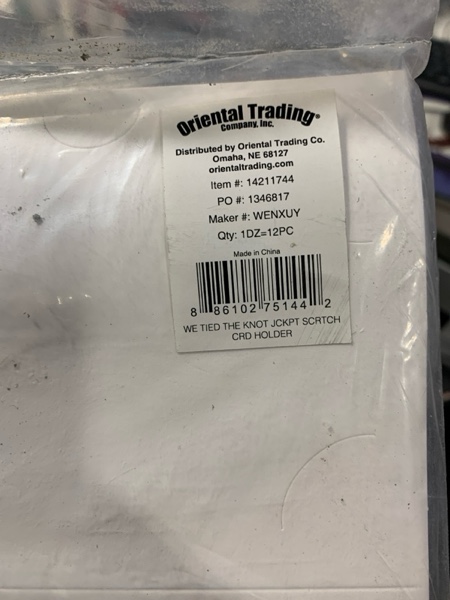 Oriental Trading®
Company, Inc.
Distributed by Oriental Trading Co.
Omaha, NE 68127
orientaltrading.com
Item #: 14211744
PO #: 1346817
Maker #: WENXUY
Qty: 1DZ=12PC
Made in China
8 86102 75144 2
WE TIED THE KNOT JCKPT SCRTCH
CRD HOLDER